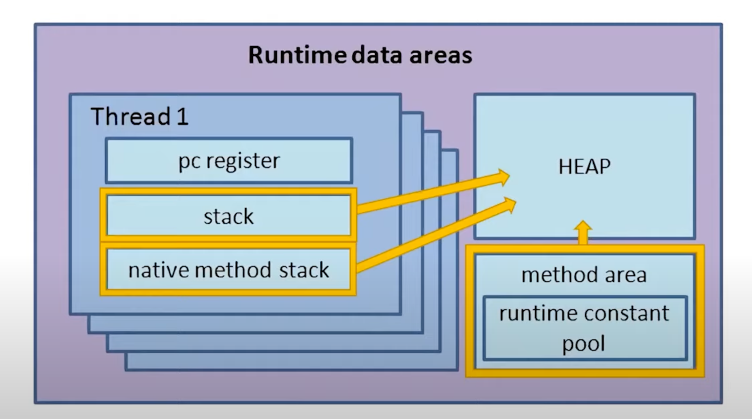 Runtime data areas
Thread 1
pc register
stack
native method stack
HEAP
method area
runtime constant
pool